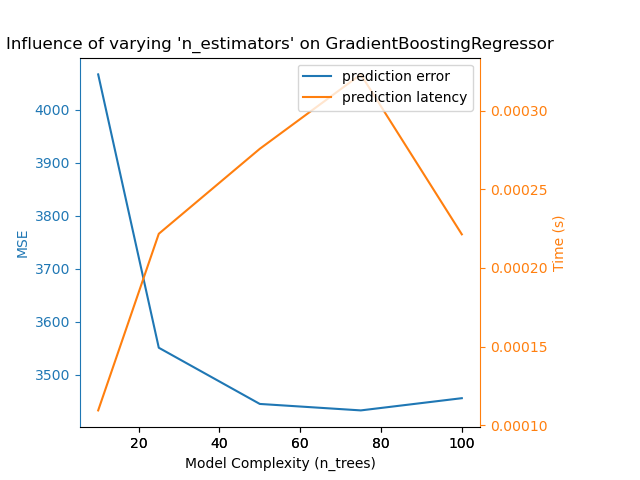 Influence of varying 'n_estimators' on GradientBoostingRegressor
prediction error
prediction latency
MSE
4000
3900
3800
3700
3600
3500
0.00030
0.00025
0.00020
0.00015
0.00010
Time (s)
20 40 60 80 100
Model Complexity (n_trees)